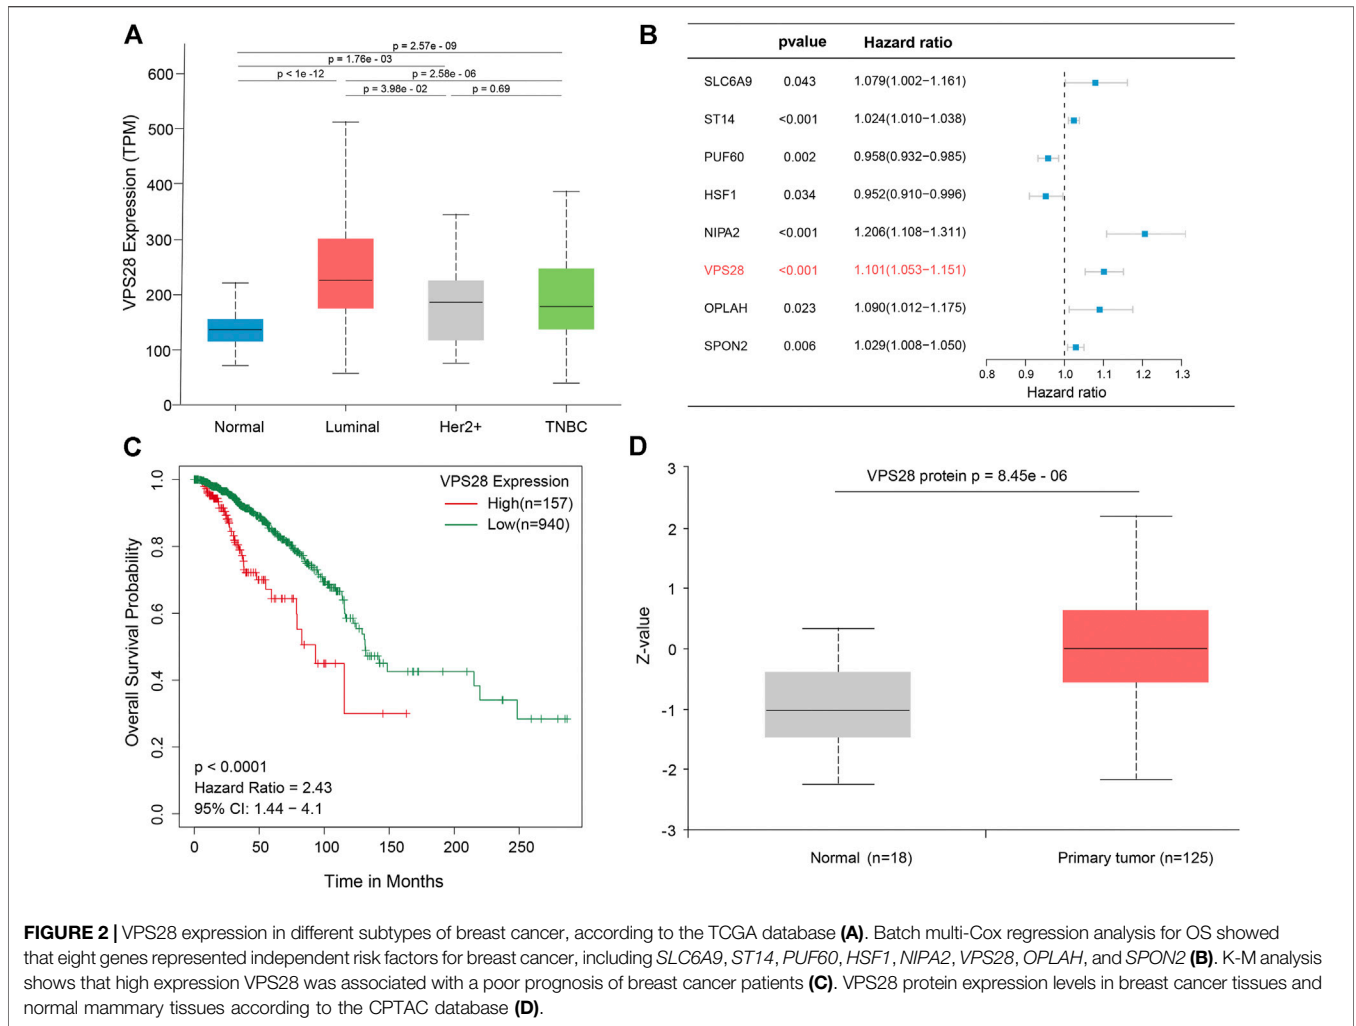 A
p = 2.57e - 09
p = 1.76e - 03
p < 1e -12
p = 2.58e - 06
p = 3.98e - 02
p = 0.69
VPS28 Expression (TPM)
600
500
400
300
200
100
0
Normal
Luminal
Her2+
TNBC
B
pvalue Hazard ratio
SLC6A9 0.043 1.079(1.002−1.161)
ST14 <0.001 1.024(1.010−1.038)
PUF60 0.002 0.958(0.932−0.985)
HSF1 0.034 0.952(0.910−0.996)
NIPA2 <0.001 1.206(1.108−1.311)
VPS28 <0.001 1.101(1.053−1.151)
OPLAH 0.023 1.090(1.012−1.175)
SPON2 0.006 1.029(1.008−1.050)
0.8 0.9 1.0 1.1 1.2 1.3
Hazard ratio
C
VPS28 Expression
High(n=157)
Low(n=940)
Overall Survival Probability
1.0
0.8
0.6
0.4
0.2
0.0
p < 0.0001
Hazard Ratio = 2.43
95% CI: 1.44 − 4.1
0 50 100 150 200 250
Time in Months
D
VPS28 protein p = 8.45e - 06
Z-value
3
2
1
0
-1
-2
-3
Normal (n=18)
Primary tumor (n=125)
FIGURE 2 | VPS28 expression in different subtypes of breast cancer, according to the TCGA database (A). Batch multi-Cox regression analysis for OS showed
that eight genes represented independent risk factors for breast cancer, including SLC6A9, ST14, PUF60, HSF1, NIPA2, VPS28, OPLAH, and SPON2 (B). K-M analysis
shows that high expression VPS28 was associated with a poor prognosis of breast cancer patients (C). VPS28 protein expression levels in breast cancer tissues and
normal mammary tissues according to the CPTAC database (D).